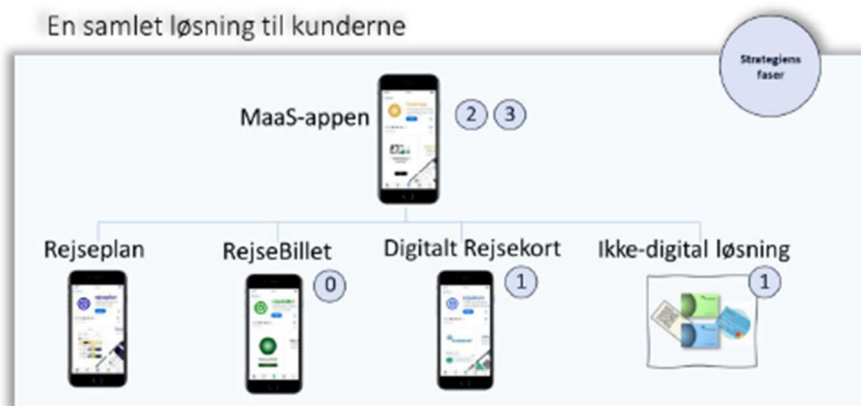 En samlet løsning til kunderne
Strategiens
faser
MaaS-appen
2 3
Rejseplan
RejseBillet
Digitalt Rejsekort
Ikke-digital løsning
0
1
1